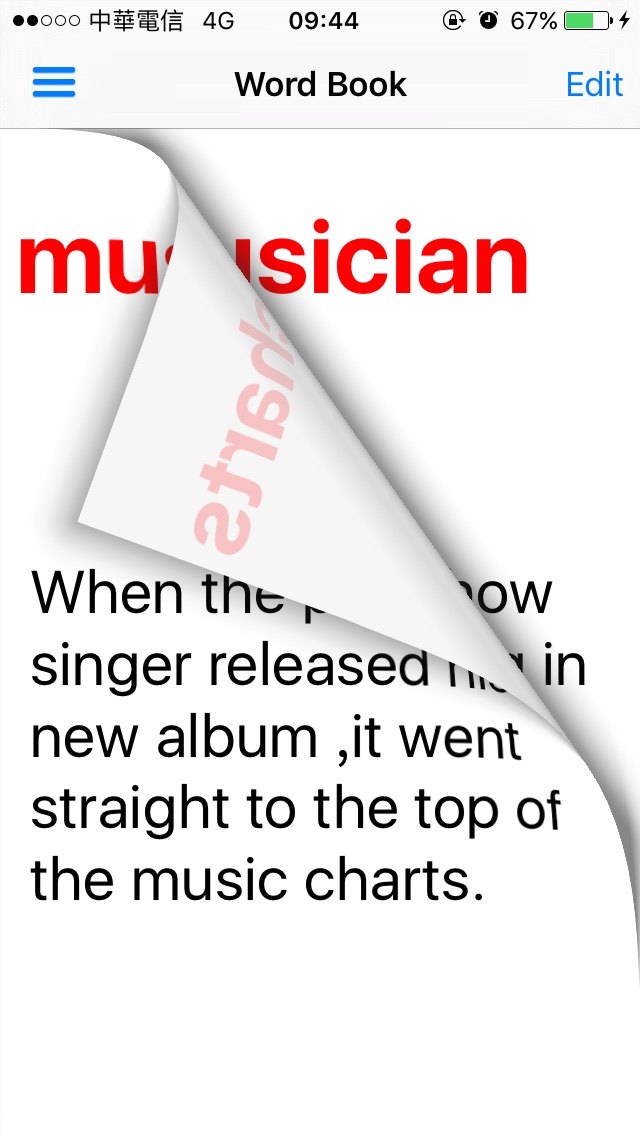 中華電信 4G 09:44 67%
Word Book Edit
mu sician
charts
When the
singer released his in
new album ,it went
straight to the top of
the music charts.